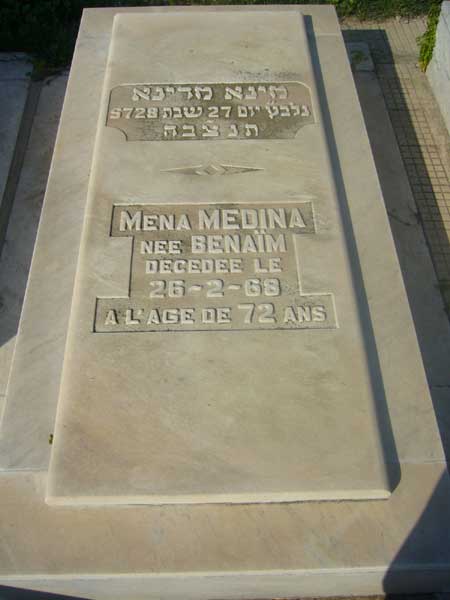 מינא מדינא
נלבע יום 27 שבת 5728
תנצבה
MENA MEDINA
NEE BENAÏM
DECEDEE LE
26-2-68
A L'AGE DE 72 ANS